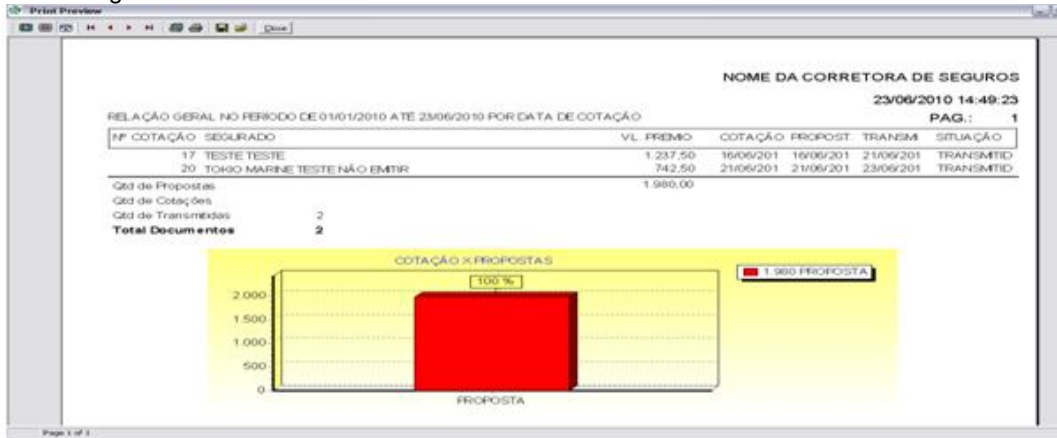 Print Preview
Close
NOME DA CORRETORA DE SEGUROS
23/06/2010 14:49:23
RELAÇÃO GERAL NO PERIODO DE 01/01/2010 ATÉ 23/06/2010 POR DATA DE COTAÇÃO PAG.: 1
Nº COTAÇÃO SEGURADO VL. PREMIO COTAÇÃO PROPOST TRANSMI SITUAÇÃO
17 TESTE TESTE 1.237,50 16/06/201 16/06/201 21/06/201 TRANSMITID
20 TOKIO MARINE TESTE NÃO EMITIR 742,50 21/06/201 21/06/201 23/06/201 TRANSMITID
Qtd de Propostas 1.980,00
Qtd de Cotações
Qtd de Transmitidas 2
Total Documentos 2
COTAÇÃO X PROPOSTAS
100 %
1.980 PROPOSTA
2.000
1.500
1.000
500
0
PROPOSTA
Page 1 of 1